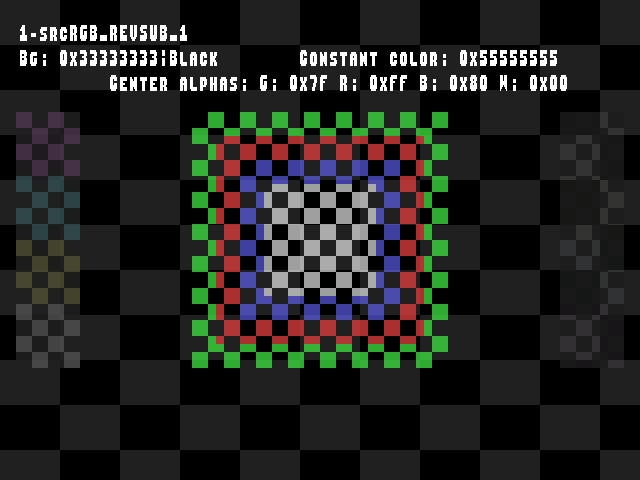 1-srcRGB_REVSUB_1
Bg: 0x33333333¦Black Constant color: 0x55555555
Center alphas: G: 0x7f R: 0xff B: 0x80 W: 0x00